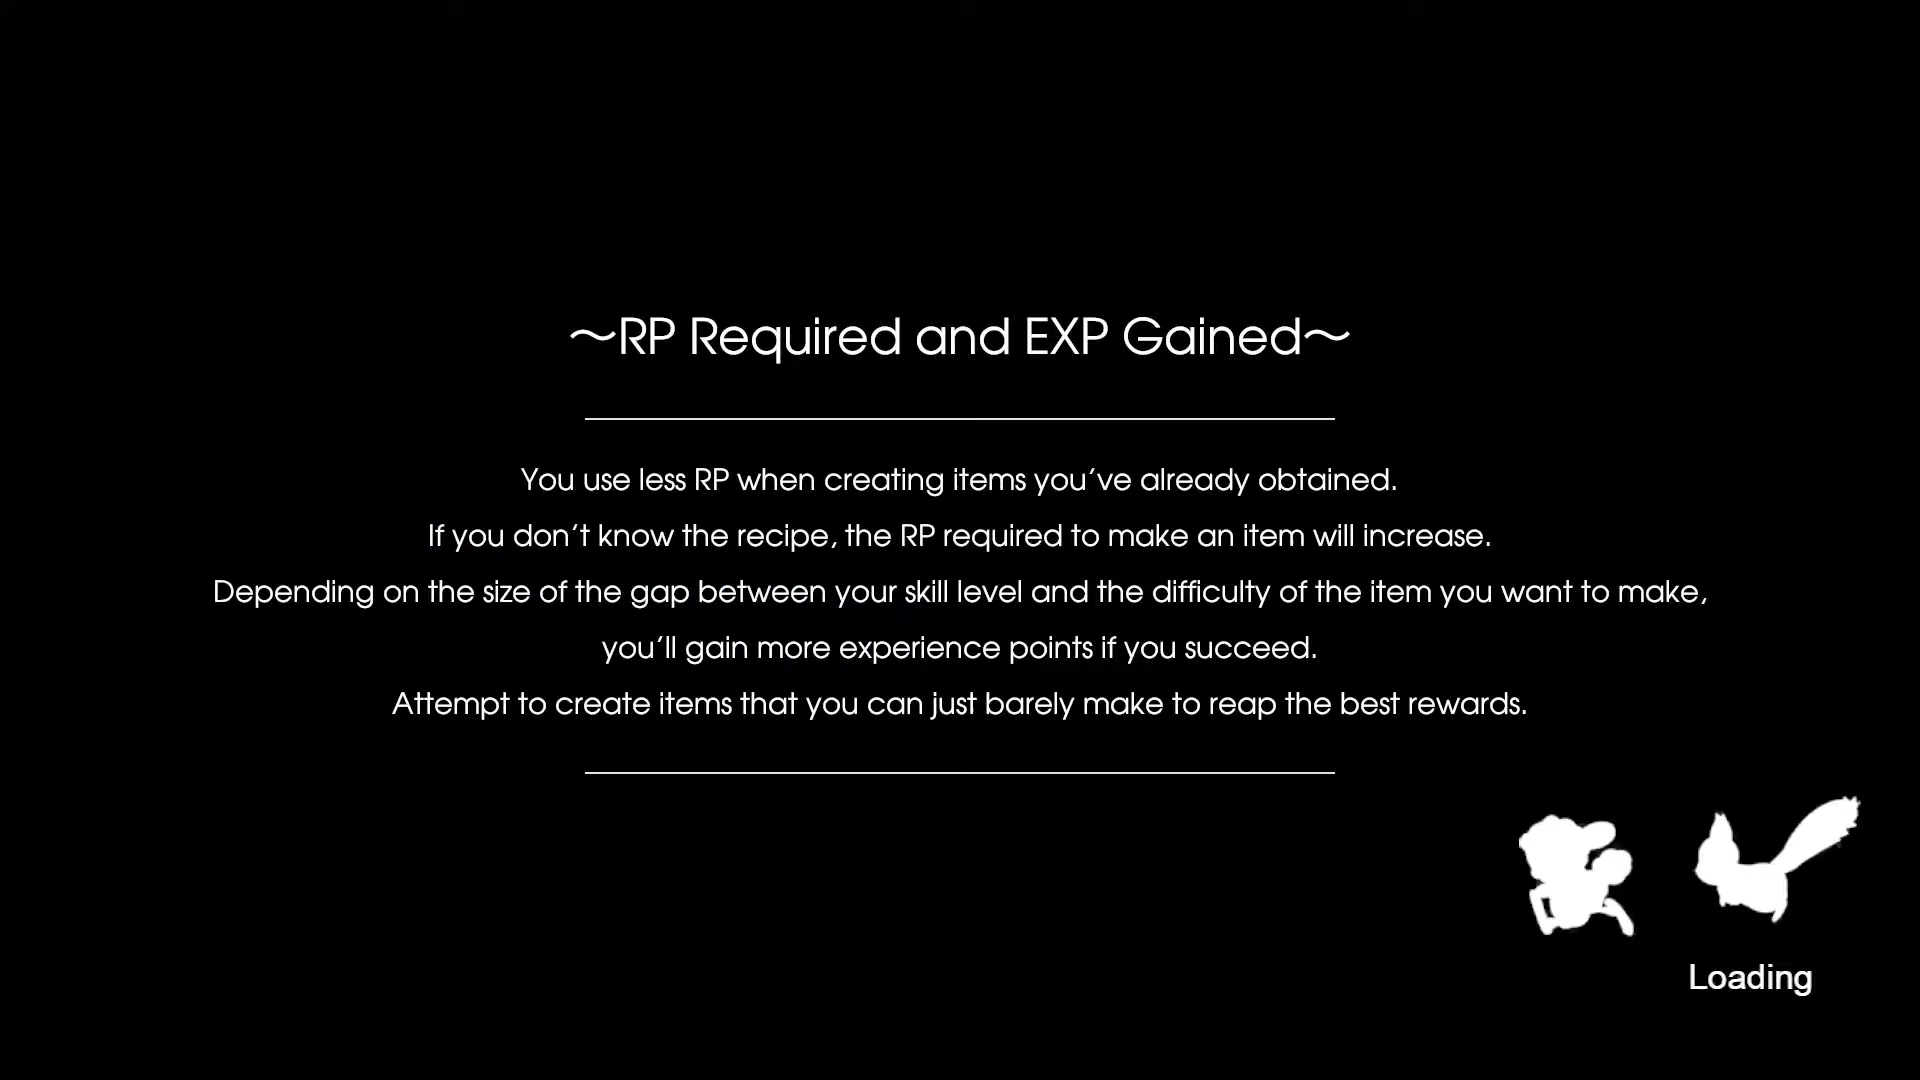 ～RP Required and EXP Gained～
You use less RP when creating items you’ve already obtained.
If you don’t know the recipe, the RP required to make an item will increase.
Depending on the size of the gap between your skill level and the difficulty of the item you want to make,
you’ll gain more experience points if you succeed.
Attempt to create items that you can just barely make to reap the best rewards.
Loading